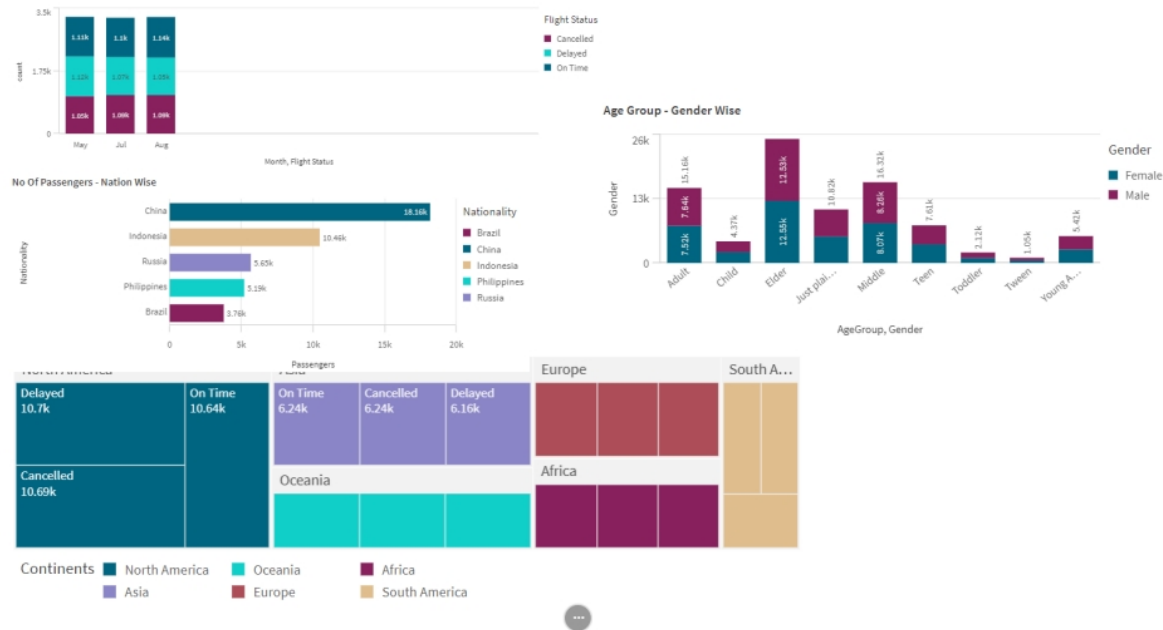 3.5k
1.75k
0
count
1.11k
1.1k
1.14k
1.12k
1.07k
1.05k
1.05k
1.09k
1.09k
May
Jul
Aug
Month, Flight Status
Flight Status
Cancelled
Delayed
On Time
No Of Passengers - Nation Wise
Nationality
China
Indonesia
Russia
Philippines
Brazil
18.16k
10.46k
5.65k
5.19k
3.76k
0
5k
10k
15k
20k
Passengers
Nationality
Brazil
China
Indonesia
Philippines
Russia
Age Group - Gender Wise
26k
13k
0
Gender
15.16k
7.64k
7.52k
4.37k
12.53k
12.55k
10.82k
16.32k
8.26k
8.07k
7.61k
2.12k
1.05k
5.42k
Adult
Child
Elder
Just plai...
Middle
Teen
Toddler
Tween
Young A...
AgeGroup, Gender
Gender
Female
Male
North America
Delayed
10.7k
On Time
10.64k
Cancelled
10.69k
Asia
On Time
6.24k
Cancelled
6.24k
Delayed
6.16k
Oceania
Europe
Africa
South A...
Continents
North America
Oceania
Africa
Asia
Europe
South America